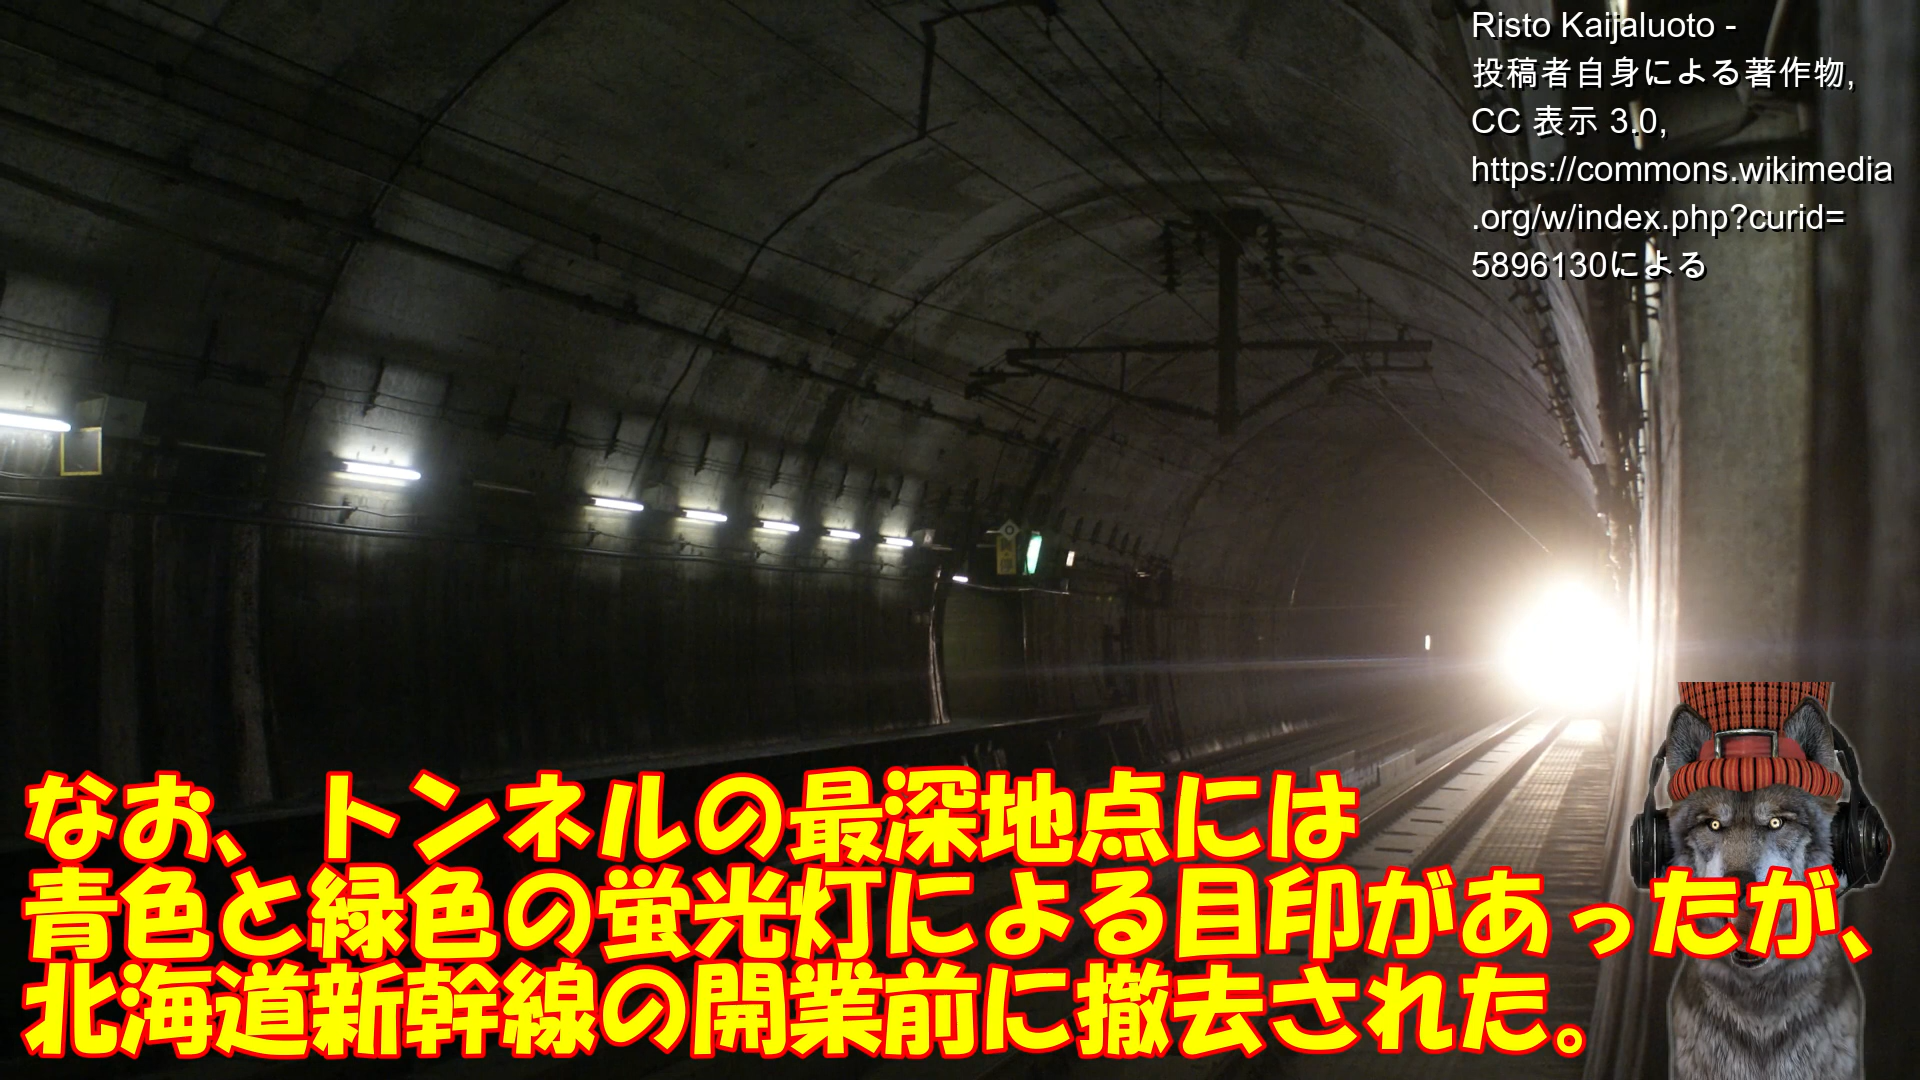 Risto Kaijaluoto -
投稿者自身による著作物,
CC 表示 3.0,
https://commons.wikimedia
.org/w/index.php?curid=
5896130による
なお、トンネルの最深地点には
青色と緑色の蛍光灯による目印があったが、
北海道新幹線の開業前に撤去された。